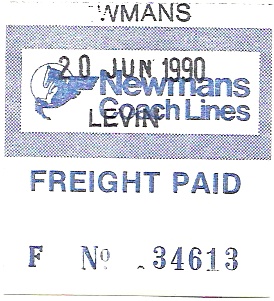 WMANS
20 JUN 1990
Newmans
Coach Lines
LEVIN
FREIGHT PAID
F No .34613